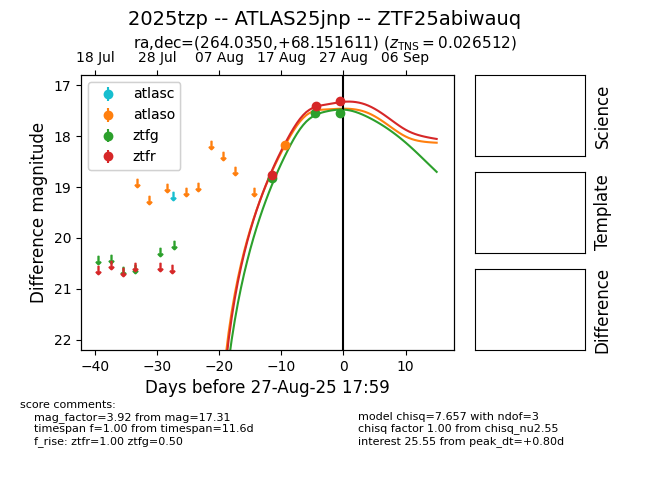 2025tzp -- ATLAS25jnp -- ZTF25abiwauq
ra,dec=(264.0350,+68.151611) (zTNS = 0.026512)
18 Jul 28 Jul 07 Aug 17 Aug 27 Aug 06 Sep
atlasc
atlaso
ztfg
ztfr
17
18
19
20
21
22
Difference magnitude
−40 −30 −20 −10 0 10
Days before 27-Aug-25 17:59
Science
Template
Difference
score comments:
mag_factor=3.92 from mag=17.31
timespan f=1.00 from timespan=11.6d
f_rise: ztfr=1.00 ztfg=0.50
model chisq=7.657 with ndof=3
chisq factor 1.00 from chisq_nu2.55
interest 25.55 from peak_dt=+0.80d